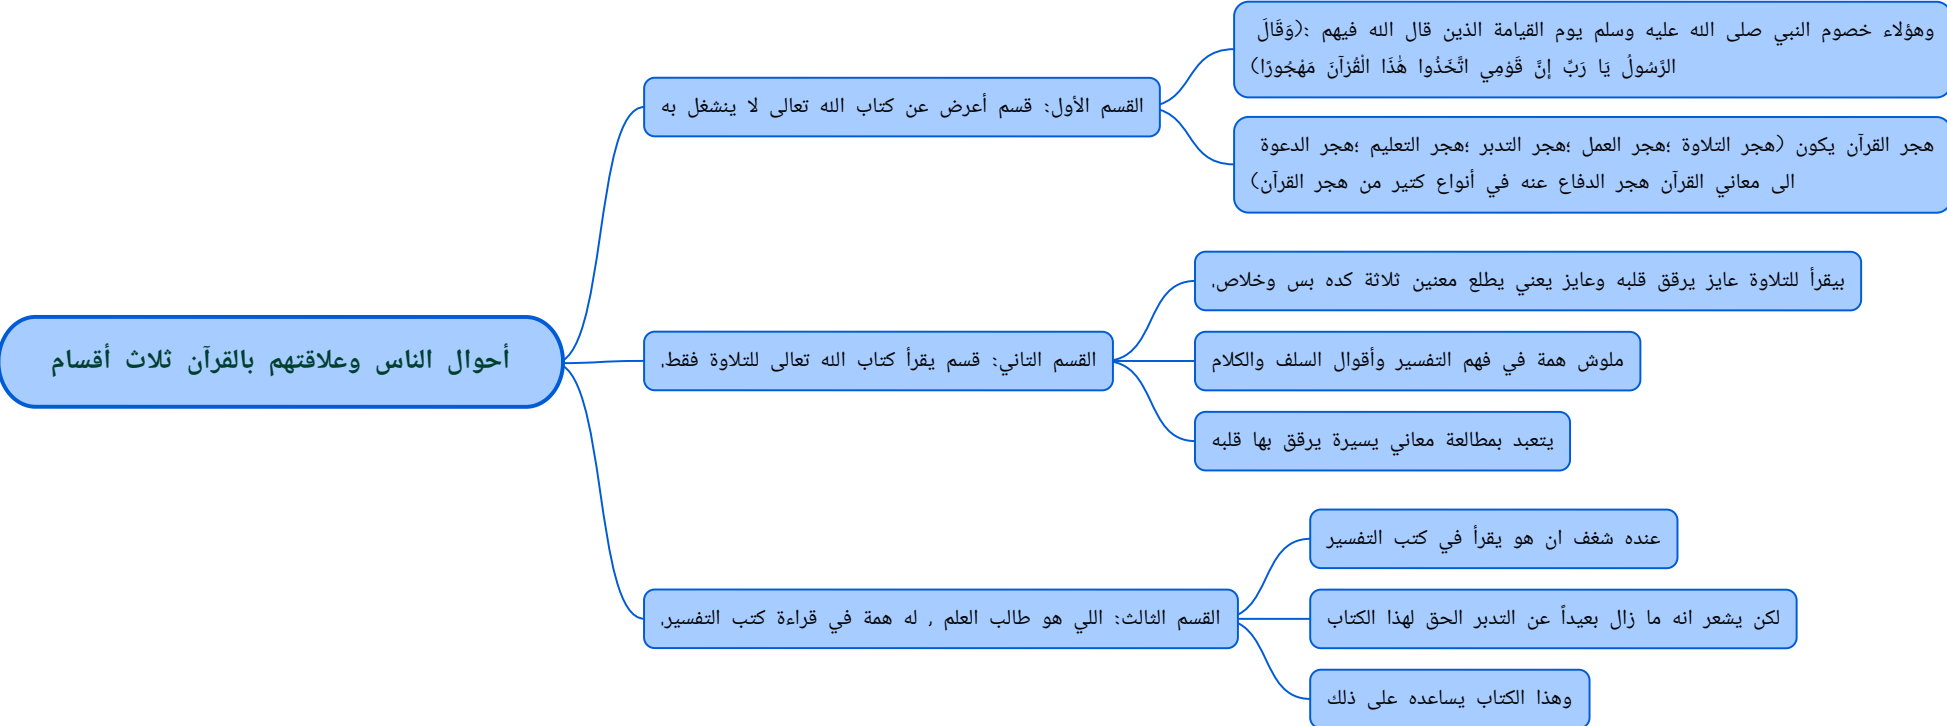 أحوال الناس وعلاقتهم بالقرآن ثلاث أقسام
القسم الأول: قسم أعرض عن كتاب الله تعالى لا ينشغل به
وهؤلاء خصوم النبي صلى الله عليه وسلم يوم القيامة الذين قال الله فيهم :(وَقَالَ
الرَّسُولُ يَا رَبِّ إِنَّ قَوْمِي اتَّخَذُوا هَٰذَا الْقُرْآنَ مَهْجُورًا)
هجر القرآن يكون (هجر التلاوة ؛هجر العمل ؛هجر التدبر ؛هجر التعليم ؛هجر الدعوة
الى معاني القرآن هجر الدفاع عنه في أنواع كتير من هجر القرآن)
القسم التاني: قسم يقرأ كتاب الله تعالى للتلاوة فقط.
بيقرأ للتلاوة عايز يرقق قلبه وعايز يعني يطلع معنين ثلاثة كده بس وخلاص.
ملوش همة في فهم التفسير وأقوال السلف والكلام
يتعبد بمطالعة معاني يسيرة يرقق بها قلبه
القسم الثالث: اللي هو طالب العلم , له همة في قراءة كتب التفسير.
عنده شغف ان هو يقرأ في كتب التفسير
لكن يشعر انه ما زال بعيداً عن التدبر الحق لهذا الكتاب
وهذا الكتاب يساعده على ذلك